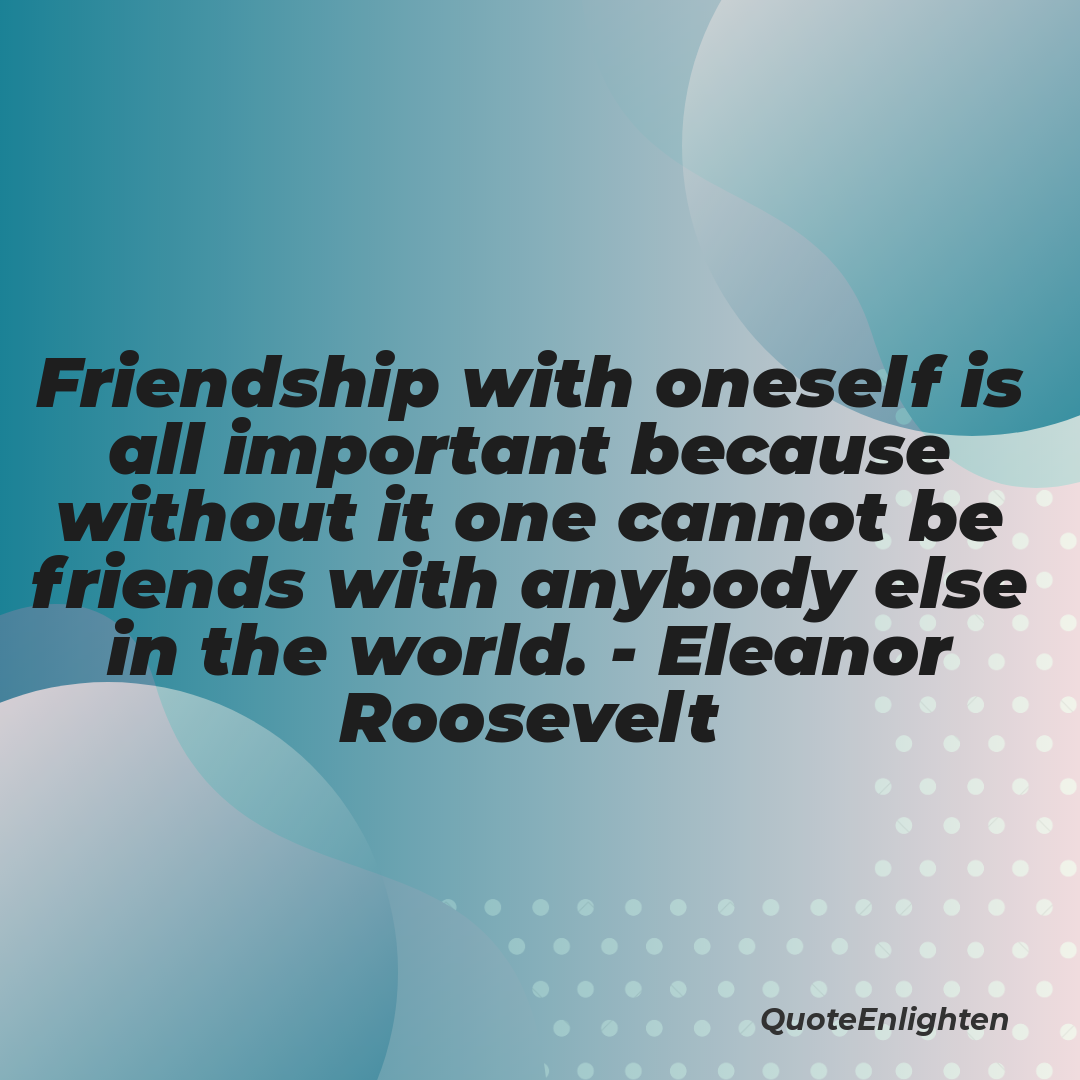 Friendship with oneself is
all important because
without it one cannot be
friends with anybody else
in the world. - Eleanor
Roosevelt
QuoteEnlighten